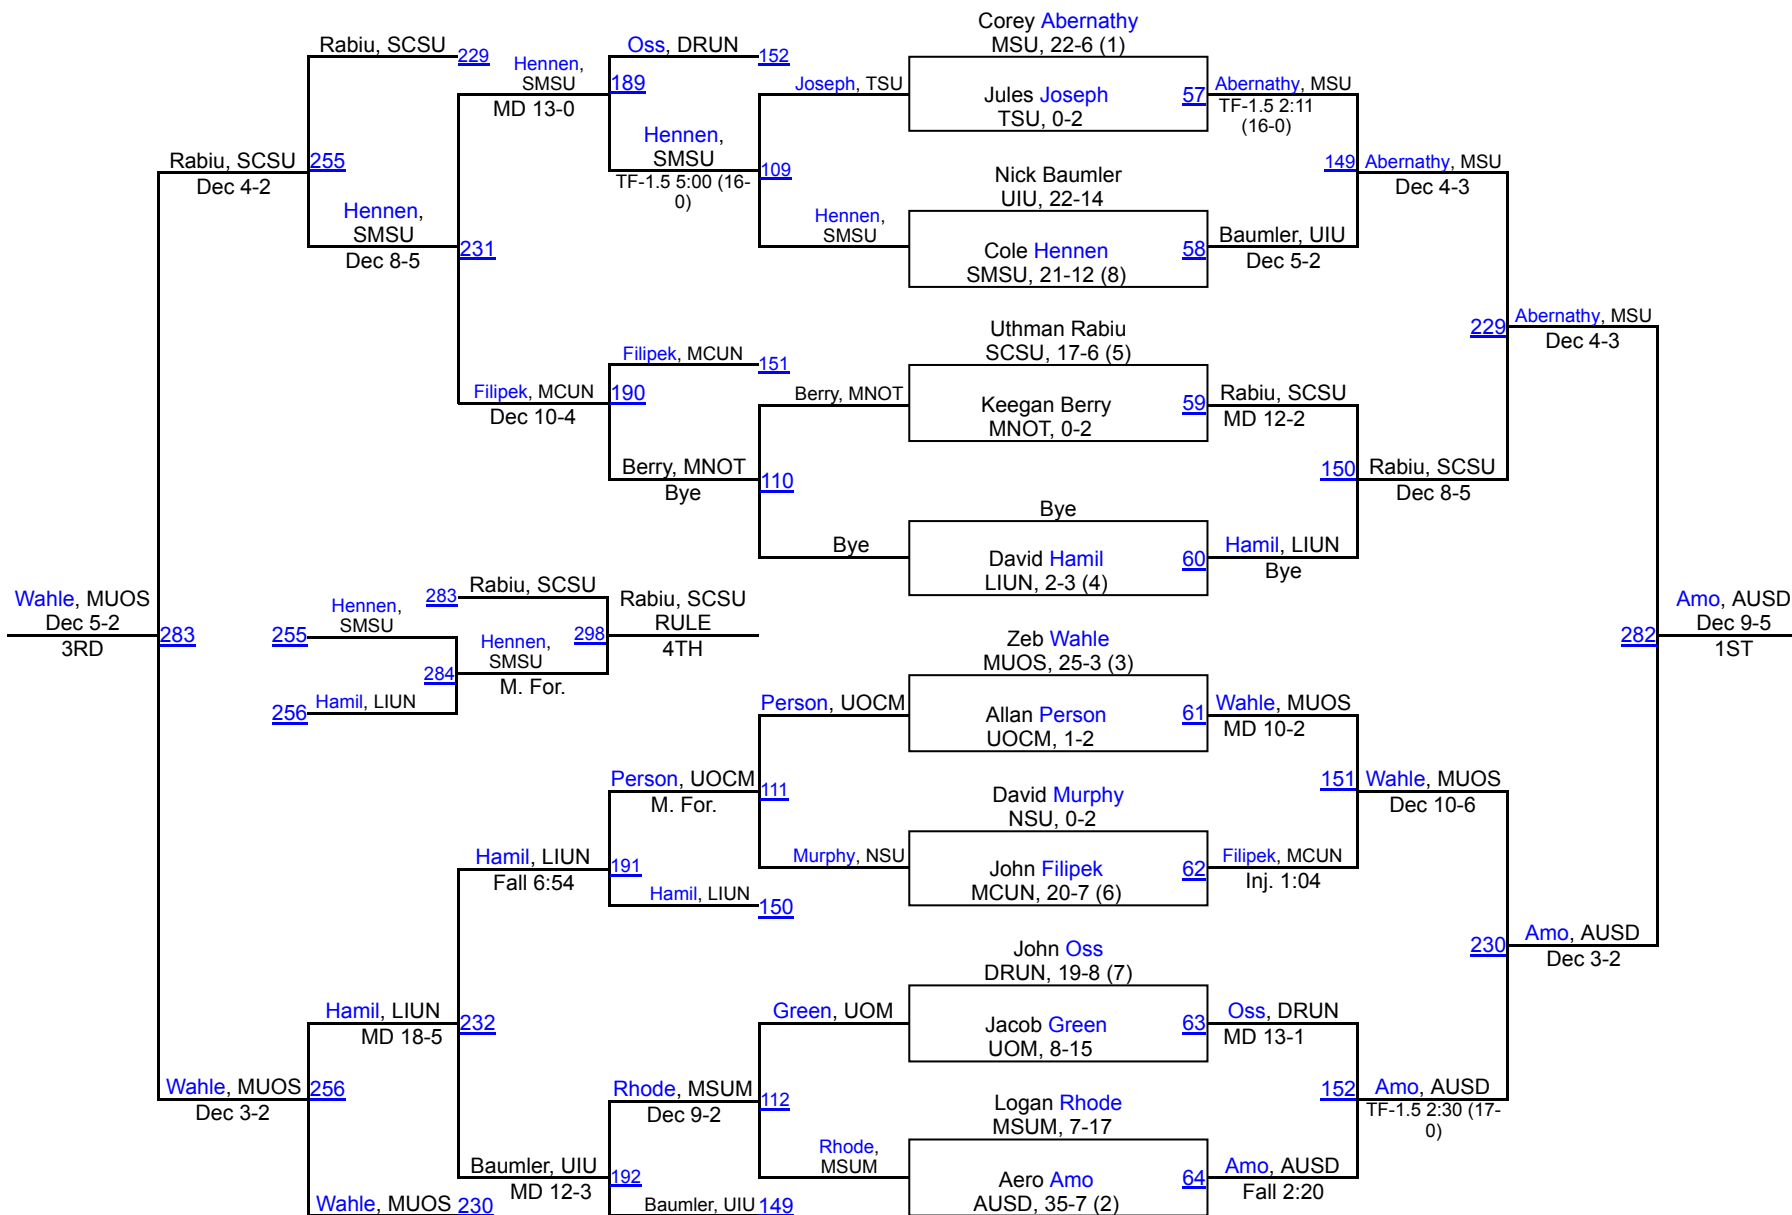 Corey Abernathy
MSU, 22-6 (1)
Jules Joseph
TSU, 0-2
57
Nick Baumler
UIU, 22-14
Cole Hennen
SMSU, 21-12 (8)
58
Uthman Rabiu
SCSU, 17-6 (5)
Keegan Berry
MNOT, 0-2
59
Bye
David Hamil
LIUN, 2-3 (4)
60
Zeb Wahle
MUOS, 25-3 (3)
Allan Person
UOCM, 1-2
61
David Murphy
NSU, 0-2
John Filipek
MCUN, 20-7 (6)
62
John Oss
DRUN, 19-8 (7)
Jacob Green
UOM, 8-15
63
Logan Rhode
MSUM, 7-17
Aero Amo
AUSD, 35-7 (2)
64
Abernathy, MSU
TF-1.5 2:11
(16-0)
149
Baumler, UIU
Dec 5-2
Rabiu, SCSU
MD 12-2
150
Hamil, LIUN
Bye
Wahle, MUOS
MD 10-2
151
Filipek, MCUN
Inj. 1:04
Oss, DRUN
MD 13-1
152
Amo, AUSD
Fall 2:20
Abernathy, MSU
Dec 4-3
229
Rabiu, SCSU
Dec 8-5
Wahle, MUOS
Dec 10-6
230
Amo, AUSD
TF-1.5 2:30 (17-
0)
Abernathy, MSU
Dec 4-3
282
Amo, AUSD
Dec 3-2
Amo, AUSD
Dec 9-5
1ST
Joseph, TSU
109
Hennen,
SMSU
Berry, MNOT
110
Bye
Person, UOCM
111
Murphy, NSU
Green, UOM
112
Rhode,
MSUM
Oss, DRUN
152
189
Hennen,
SMSU
TF-1.5 5:00 (16-
0)
Filipek, MCUN
151
190
Berry, MNOT
Bye
Person, UOCM
M. For.
191
Hamil, LIUN
150
Rhode, MSUM
Dec 9-2
192
Baumler, UIU
149
Hennen,
SMSU
MD 13-0
231
Filipek, MCUN
Dec 10-4
Hamil, LIUN
Fall 6:54
232
Baumler, UIU
MD 12-3
Rabiu, SCSU
229
255
Hennen,
SMSU
Dec 8-5
Hamil, LIUN
MD 18-5
256
Wahle, MUOS
230
Rabiu, SCSU
Dec 4-2
283
Wahle, MUOS
Dec 3-2
Wahle, MUOS
Dec 5-2
3RD
Hennen,
SMSU
255
284
Hamil, LIUN
256
283
Rabiu, SCSU
298
Hennen,
SMSU
M. For.
Rabiu, SCSU
RULE
4TH